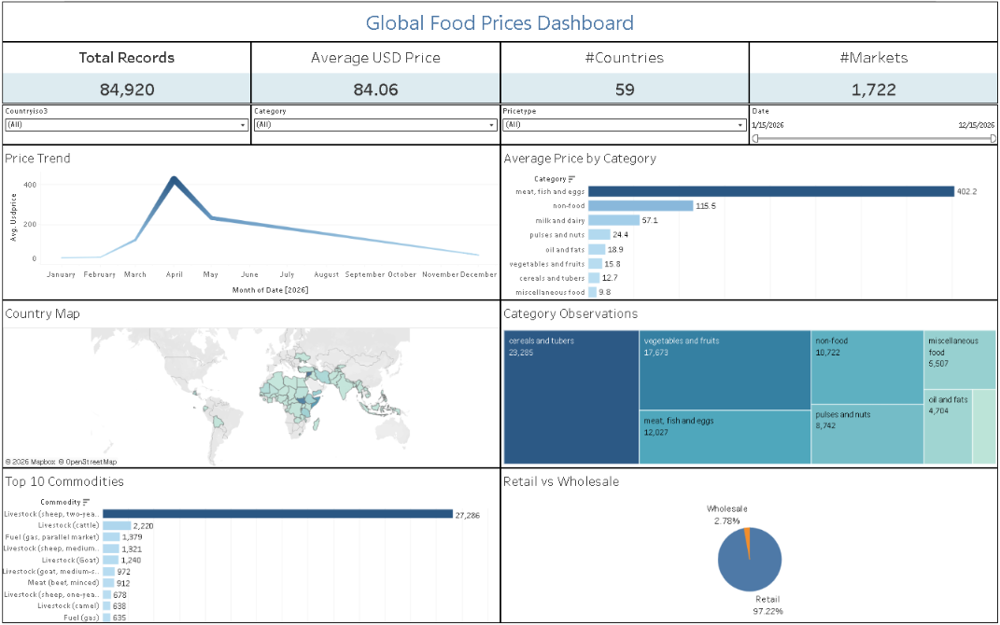 Global Food Prices Dashboard
Total Records
84,920
Average USD Price
84.06
#Countries
59
#Markets
1,722
Countryiso3
(All)
Category
(All)
Pricetype
(All)
Date
1/15/2026
12/15/2026
Price Trend
Avg. Usdprice
400
200
0
January February March April May June July August September October November December
Month of Date [2026]
Average Price by Category
Category
meat, fish and eggs 402.2
non-food 115.5
milk and dairy 57.1
pulses and nuts 24.4
oil and fats 18.9
vegetables and fruits 15.8
cereals and tubers 12.7
miscellaneous food 9.8
Country Map
© 2026 Mapbox © OpenStreetMap
Category Observations
cereals and tubers
23,285
vegetables and fruits
17,673
meat, fish and eggs
12,027
non-food
10,722
pulses and nuts
8,742
miscellaneous
food
5,507
oil and fats
4,704
Top 10 Commodities
Commodity
Livestock (sheep, two-yea.. 27,286
Livestock (cattle) 2,220
Fuel (gas, parallel market) 1,379
Livestock (sheep, medium.. 1,321
Livestock (Goat) 1,240
Livestock (goat, medium-s.. 972
Meat (beef, minced) 912
Livestock (sheep, one-yea.. 678
Livestock (camel) 638
Fuel (gas) 635
Retail vs Wholesale
Wholesale
2.78%
Retail
97.22%